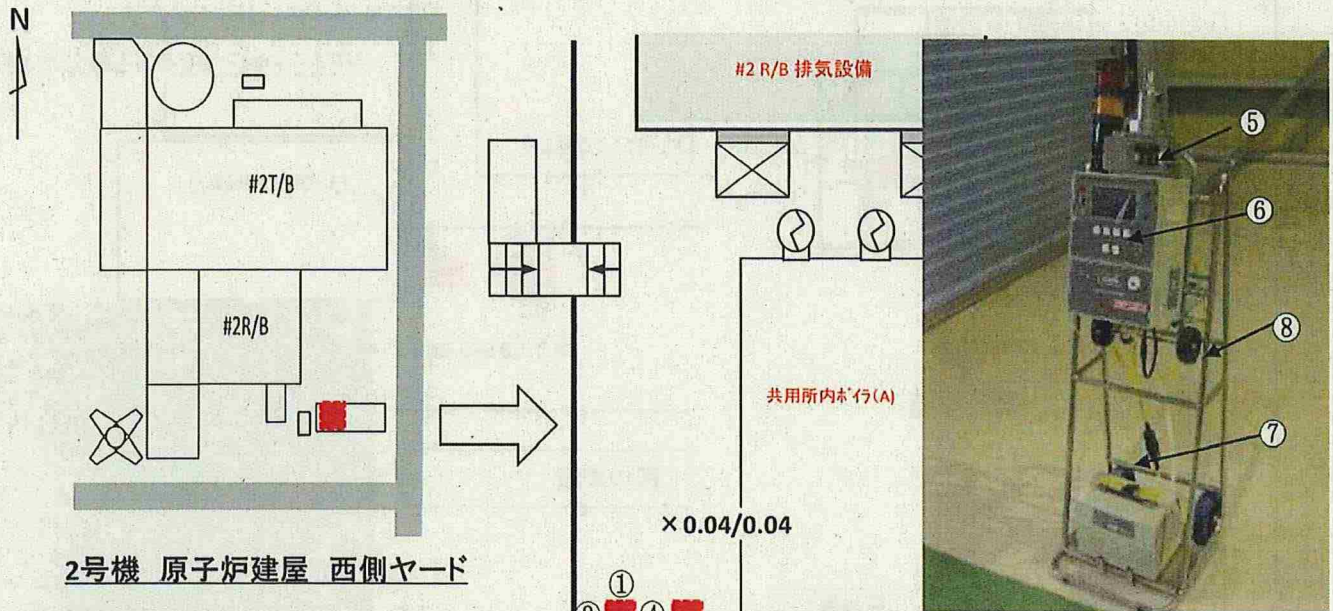 N
#2T/B
#2R/B
2号機 原子炉建屋 西側ヤード
#2 R/B 排気設備
共用所内ボイラ(A)
×0.04/0.04
①
④
⑤
⑥
⑧
⑦